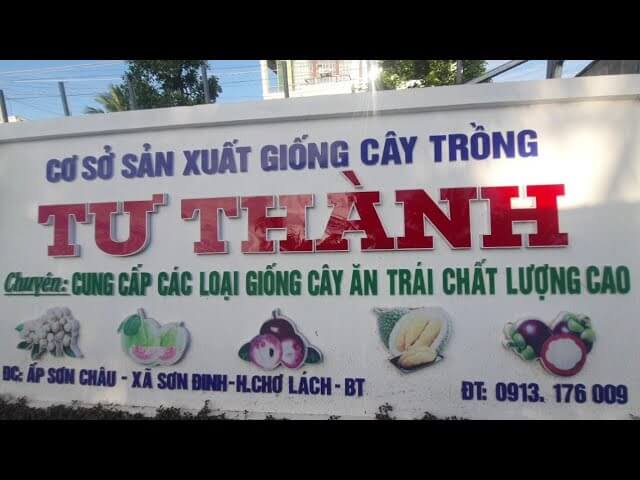 CƠ SỞ SẢN XUẤT GIỐNG CÂY TRỒNG
TƯ THÀNH
Chuyên: CUNG CẤP CÁC LOẠI GIỐNG CÂY ĂN TRÁI CHẤT LƯỢNG CAO
ĐC: ẤP SƠN CHÂU - XÃ SƠN ĐỊNH-H.CHỢ LÁCH - BT
ĐT: 0913. 176 009